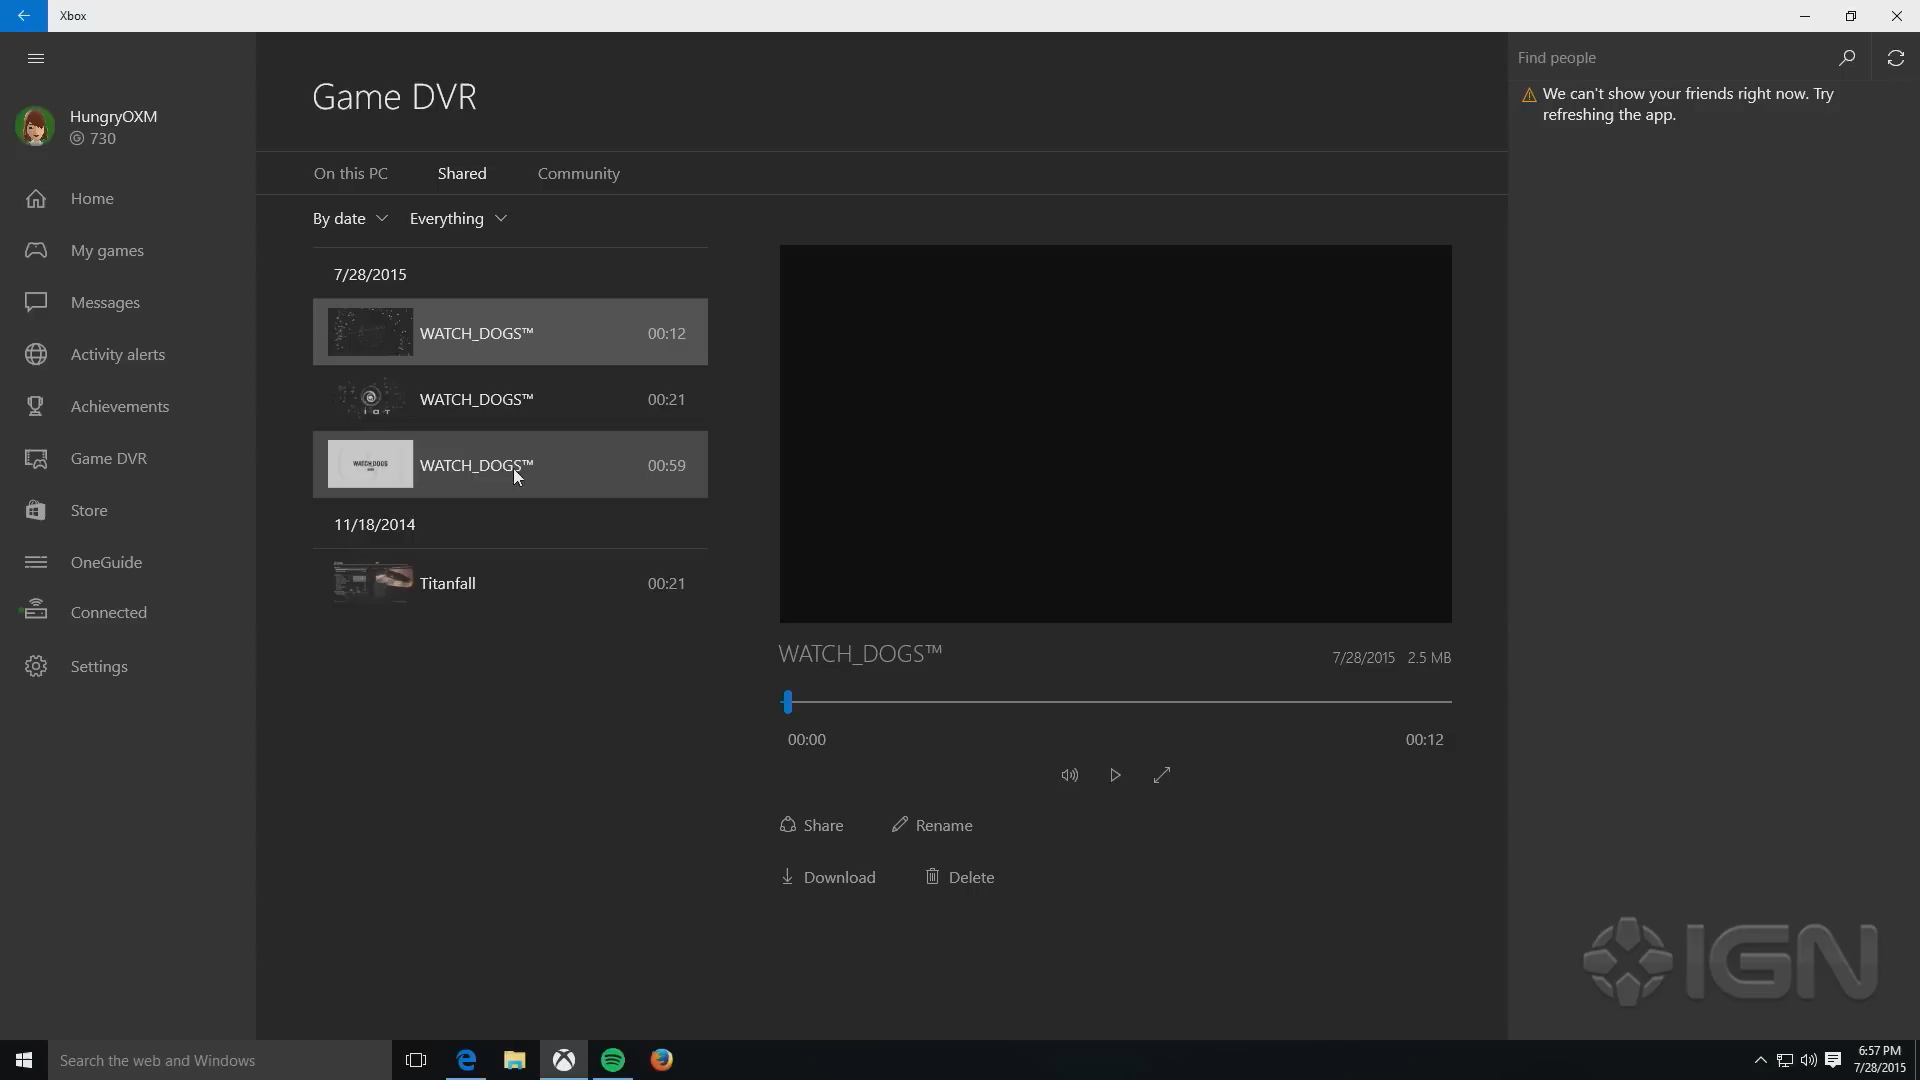 Xbox
HungryOXM
730
Home
My games
Messages
Activity alerts
Achievements
Game DVR
Store
OneGuide
Connected
Settings
Game DVR
On this PC
Shared
Community
By date
Everything
7/28/2015
WATCH_DOGS™
00:12
WATCH_DOGS™
00:21
WATCH_DOGS
WATCH_DOGS™
00:59
11/18/2014
Titanfall
00:21
WATCH_DOGS™
7/28/2015
2.5 MB
00:00
00:12
Share
Rename
Download
Delete
Find people
We can't show your friends right now. Try
refreshing the app.
IGN
Search the web and Windows
6:57 PM
7/28/2015